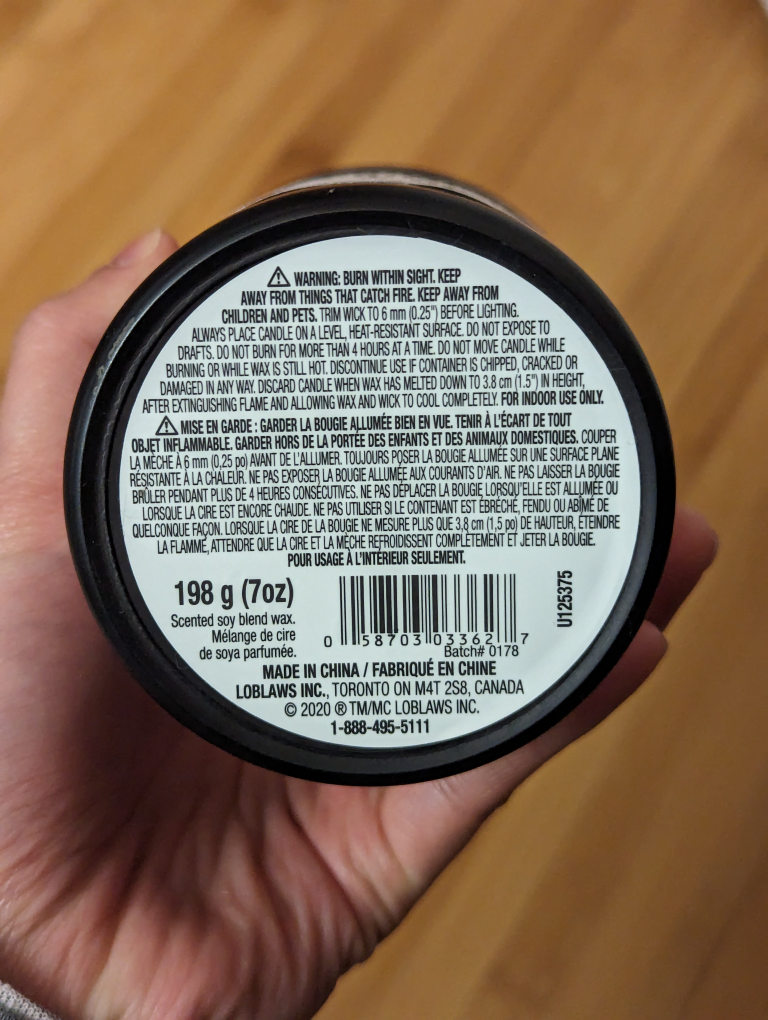 ⚠ WARNING: BURN WITHIN SIGHT. KEEP
AWAY FROM THINGS THAT CATCH FIRE. KEEP AWAY FROM
CHILDREN AND PETS. TRIM WICK TO 6 mm (0.25") BEFORE LIGHTING.
ALWAYS PLACE CANDLE ON A LEVEL, HEAT-RESISTANT SURFACE. DO NOT EXPOSE TO
DRAFTS. DO NOT BURN FOR MORE THAN 4 HOURS AT A TIME. DO NOT MOVE CANDLE WHILE
BURNING OR WHILE WAX IS STILL HOT. DISCONTINUE USE IF CONTAINER IS CHIPPED, CRACKED OR
DAMAGED IN ANY WAY. DISCARD CANDLE WHEN WAX HAS MELTED DOWN TO 3.8 cm (1.5") IN HEIGHT,
AFTER EXTINGUISHING FLAME AND ALLOWING WAX AND WICK TO COOL COMPLETELY. FOR INDOOR USE ONLY.
⚠ MISE EN GARDE : GARDER LA BOUGIE ALLUMÉE BIEN EN VUE. TENIR À L'ÉCART DE TOUT
OBJET INFLAMMABLE. GARDER HORS DE LA PORTÉE DES ENFANTS ET DES ANIMAUX DOMESTIQUES. COUPER
LA MÈCHE À 6 mm (0,25 po) AVANT DE L'ALLUMER. TOUJOURS POSER LA BOUGIE ALLUMÉE SUR UNE SURFACE PLANE
RÉSISTANTE À LA CHALEUR. NE PAS EXPOSER LA BOUGIE ALLUMÉE AUX COURANTS D'AIR. NE PAS LAISSER LA BOUGIE
BRÛLER PENDANT PLUS DE 4 HEURES CONSÉCUTIVES. NE PAS DÉPLACER LA BOUGIE LORSQU'ELLE EST ALLUMÉE OU
LORSQUE LA CIRE EST ENCORE CHAUDE. NE PAS UTILISER SI LE CONTENANT EST ÉBRÉCHÉ, FENDU OU ABÎMÉ DE
QUELCONQUE FAÇON. LORSQUE LA CIRE DE LA BOUGIE NE MESURE PLUS QUE 3,8 cm (1,5 po) DE HAUTEUR, ÉTEINDRE
LA FLAMME, ATTENDRE QUE LA CIRE ET LA MÈCHE REFROIDISSENT COMPLÈTEMENT ET JETER LA BOUGIE.
POUR USAGE À L'INTÉRIEUR SEULEMENT.
198 g (7oz)
Scented soy blend wax.
Mélange de cire
de soya parfumée.
0 58703 03362 7
Batch# 0178
U125375
MADE IN CHINA / FABRIQUÉ EN CHINE
LOBLAWS INC., TORONTO ON M4T 2S8, CANADA
© 2020 ® TM/MC LOBLAWS INC.
1-888-495-5111